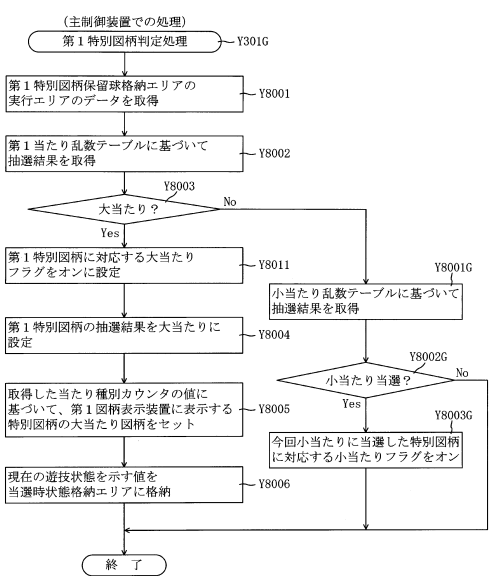 (主制御装置での処理)
第1特別図柄判定処理
Y301G
第1特別図柄保留球格納エリアの
実行エリアのデータを取得
Y8001
第1当たり乱数テーブルに基づいて
抽選結果を取得
Y8002
Y8003
大当たり?
No
Yes
第1特別図柄に対応する大当たり
フラグをオンに設定
Y8011
第1特別図柄の抽選結果を大当たりに
設定
Y8004
取得した当たり種別カウンタの値に
基づいて、第1図柄表示装置に表示する
特別図柄の大当たり図柄をセット
Y8005
現在の遊技状態を示す値を
当選時状態格納エリアに格納
Y8006
Y8001G
小当たり乱数テーブルに基づいて
抽選結果を取得
Y8002G
小当たり当選?
No
Yes
Y8003G
今回小当たりに当選した特別図柄
に対応する小当たりフラグをオン
終 了